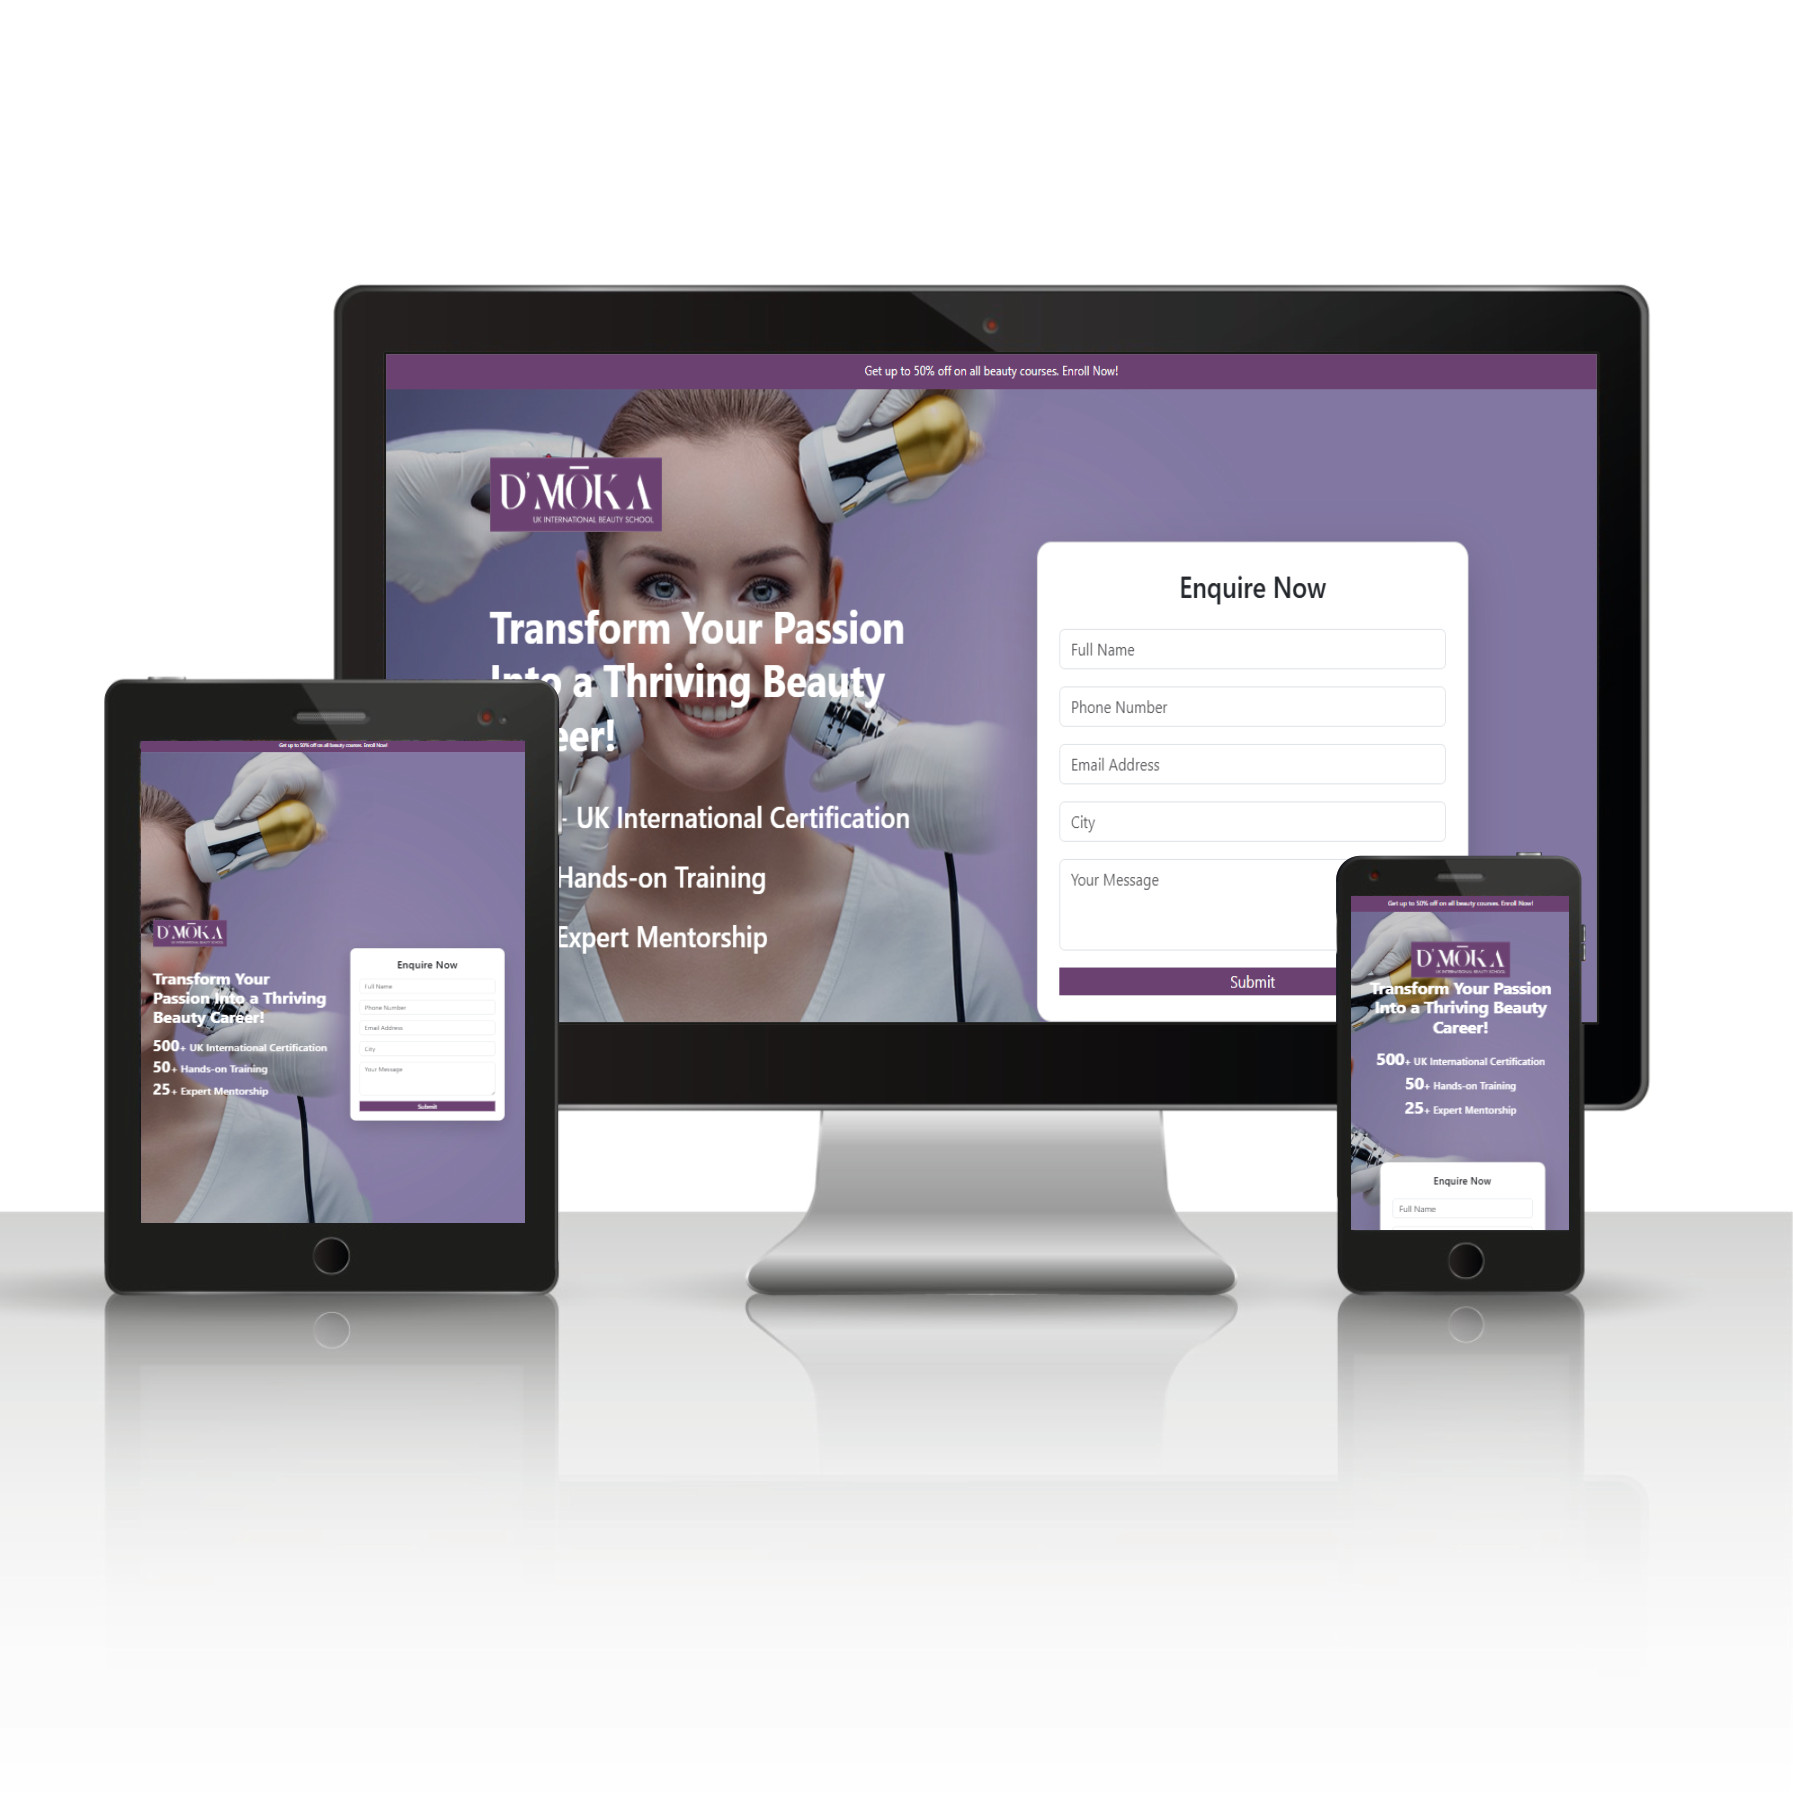 Get up to 50% off on all beauty courses. Enroll Now!
D'MŌKA
UK INTERNATIONAL BEAUTY SCHOOL
Transform Your Passion
Into a Thriving Beauty
eer!
- UK International Certification
Hands-on Training
Expert Mentorship
Enquire Now
Full Name
Phone Number
Email Address
City
Your Message
Submit
Get up to 50% off on all beauty courses. Enroll Now!
D'MŌKA
UK INTERNATIONAL BEAUTY SCHOOL
Transform Your
Passion Into a Thriving
Beauty Career!
500+ UK International Certification
50+ Hands-on Training
25+ Expert Mentorship
Enquire Now
Full Name
Phone Number
Email Address
City
Your Message
Submit
Get up to 50% off on all beauty courses. Enroll Now!
D'MŌKA
UK INTERNATIONAL BEAUTY SCHOOL
Transform Your Passion
Into a Thriving Beauty
Career!
500+ UK International Certification
50+ Hands-on Training
25+ Expert Mentorship
Enquire Now
Full Name